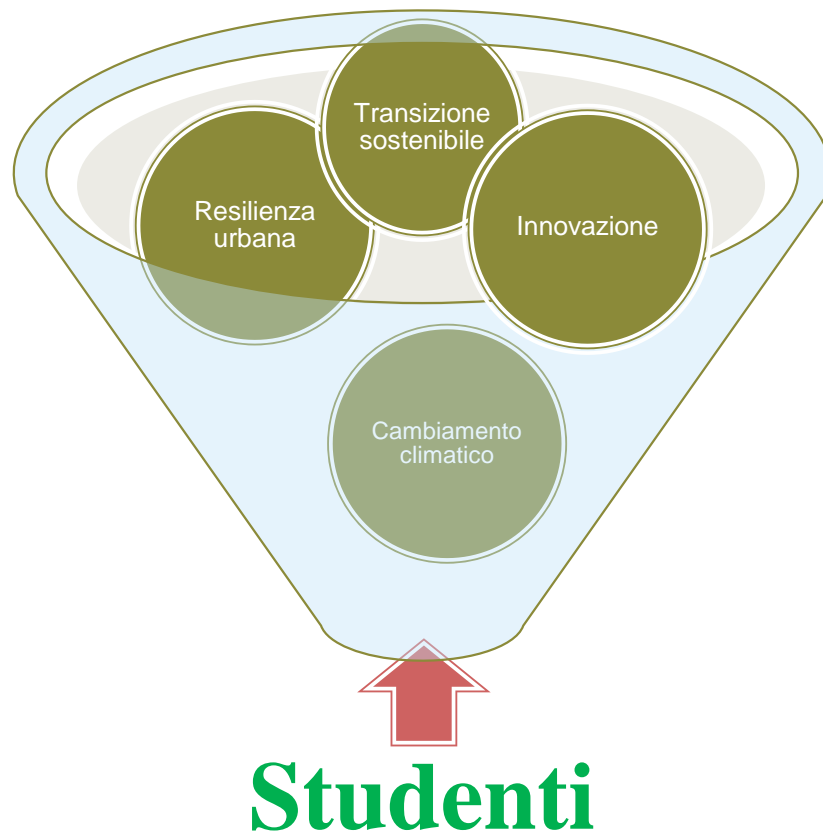 Transizione
sostenibile
Resilienza
urbana
Innovazione
Cambiamento
climatico
Studenti